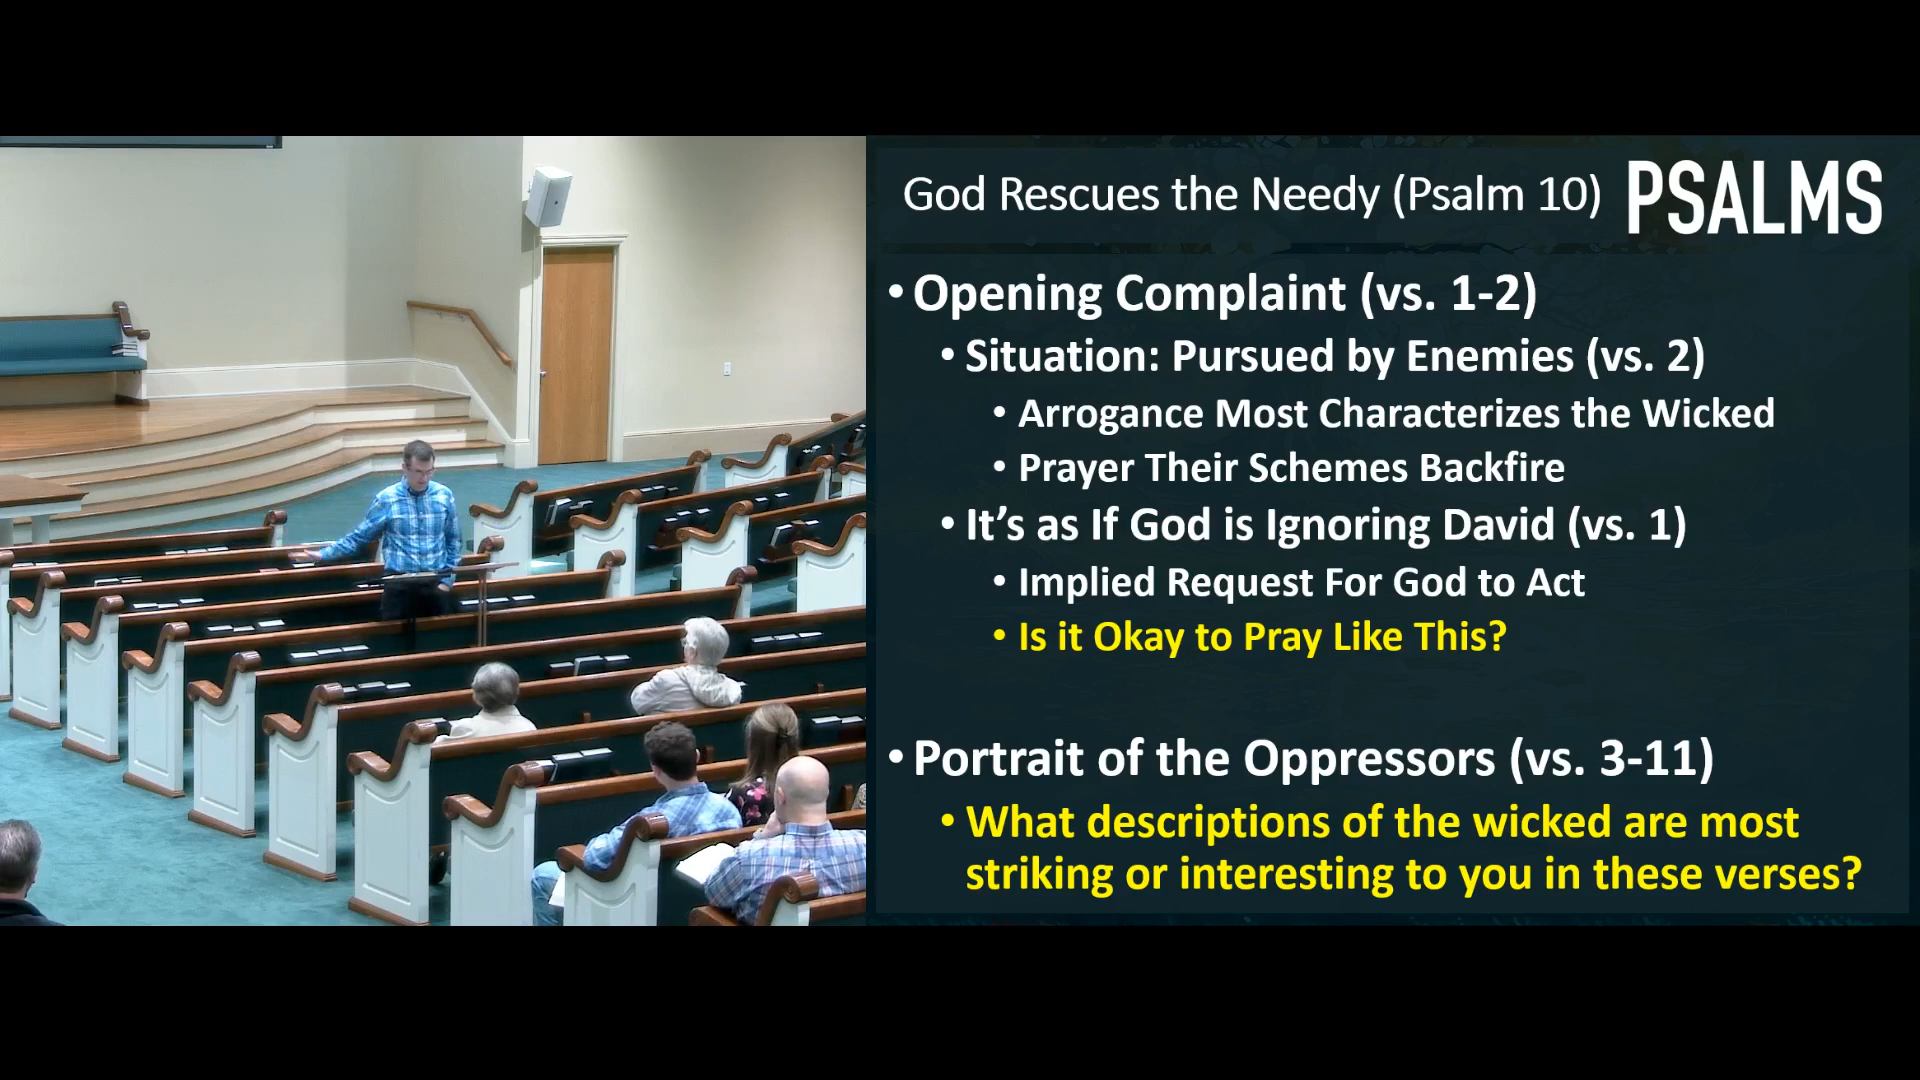 God Rescues the Needy (Psalm 10) PSALMS
• Opening Complaint (vs. 1-2)
• Situation: Pursued by Enemies (vs. 2)
• Arrogance Most Characterizes the Wicked
• Prayer Their Schemes Backfire
• It’s as If God is Ignoring David (vs. 1)
• Implied Request For God to Act
• Is it Okay to Pray Like This?
• Portrait of the Oppressors (vs. 3-11)
• What descriptions of the wicked are most
striking or interesting to you in these verses?